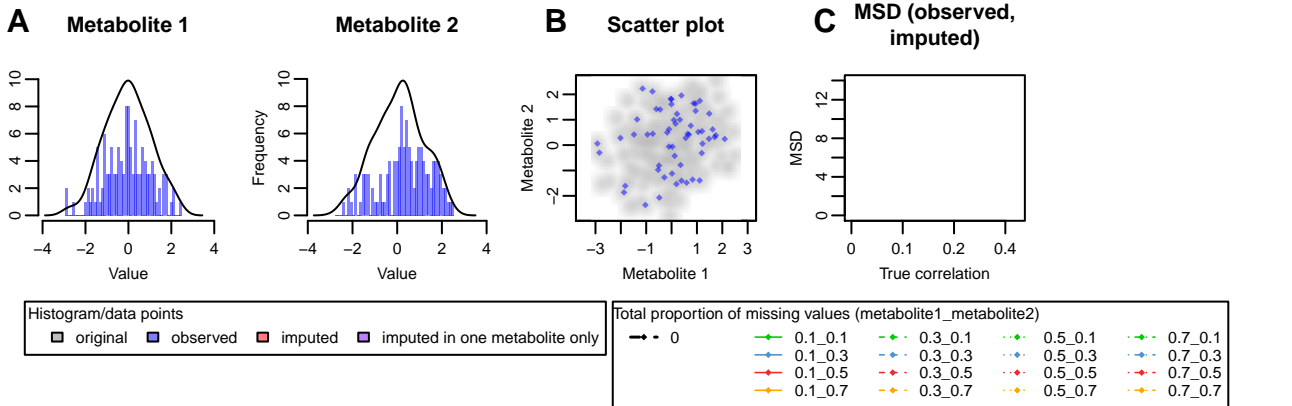 A Metabolite 1
10
8
6
4
2
0
−4 −2 0 2 4
Value
Metabolite 2
Frequency
10
8
6
4
2
0
−4 −2 0 2 4
Value
B Scatter plot
Metabolite 2
2
1
0
−2
−3 −1 1 2 3
Metabolite 1
C MSD (observed,
imputed)
MSD
12
8
4
0
0 0.1 0.2 0.4
True correlation
Histogram/data points
original observed imputed imputed in one metabolite only
Total proportion of missing values (metabolite1_metabolite2)
0 0.1_0.1 0.3_0.1 0.5_0.1 0.7_0.1
0.1_0.3 0.3_0.3 0.5_0.3 0.7_0.3
0.1_0.5 0.3_0.5 0.5_0.5 0.7_0.5
0.1_0.7 0.3_0.7 0.5_0.7 0.7_0.7